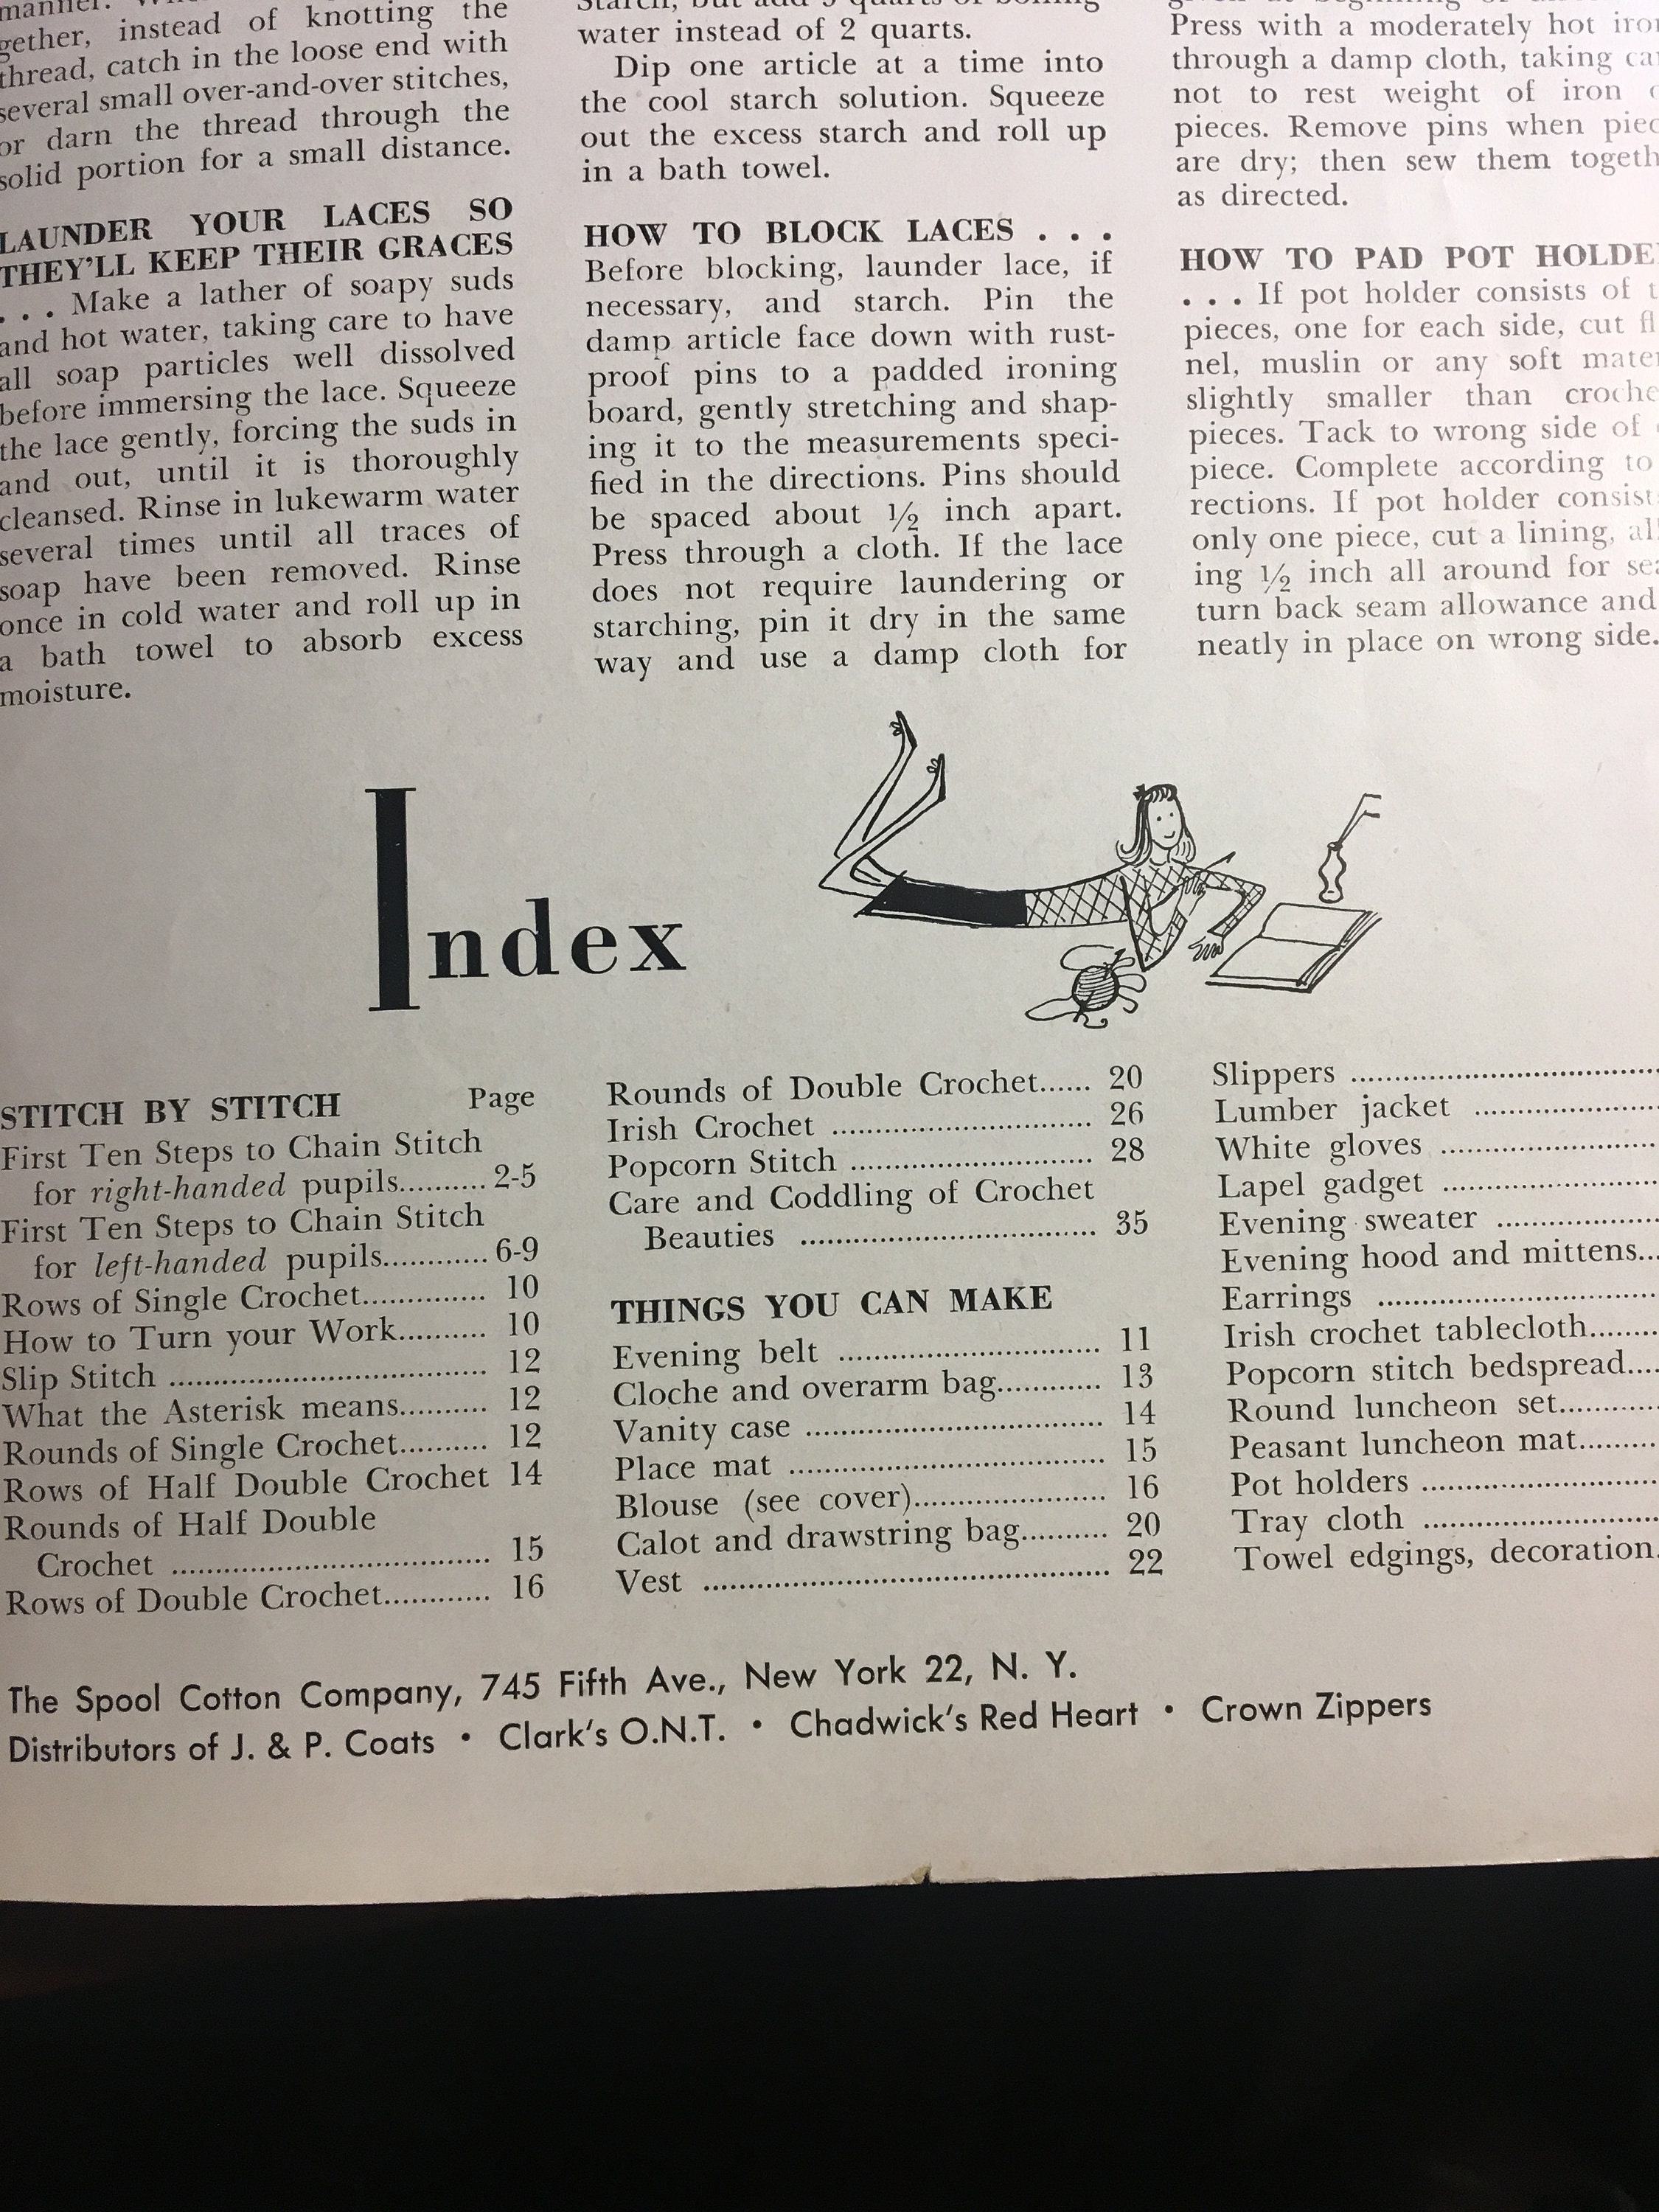 manner.
gether, instead of knotting the
thread, catch in the loose end with
several small over-and-over stitches,
or darn the thread through the
solid portion for a small distance.
LAUNDER YOUR LACES SO
THEY'LL KEEP THEIR GRACES
. . . Make a lather of soapy suds
and hot water, taking care to have
all soap particles well dissolved
before immersing the lace. Squeeze
the lace gently, forcing the suds in
and out, until it is thoroughly
cleansed. Rinse in lukewarm water
several times until all traces of
soap have been removed. Rinse
once in cold water and roll up in
a bath towel to absorb excess
moisture.
Starch, but add 3 quarts of boiling
water instead of 2 quarts.
Dip one article at a time into
the cool starch solution. Squeeze
out the excess starch and roll up
in a bath towel.
HOW TO BLOCK LACES . . .
Before blocking, launder lace, if
necessary, and starch. Pin the
damp article face down with rust-
proof pins to a padded ironing
board, gently stretching and shap-
ing it to the measurements speci-
fied in the directions. Pins should
be spaced about ½ inch apart.
Press through a cloth. If the lace
does not require laundering or
starching, pin it dry in the same
way and use a damp cloth for
given at beginning of
Press with a moderately hot iron
through a damp cloth, taking
not to rest weight of iron
pieces. Remove pins when
are dry; then sew them
as directed.
HOW TO PAD POT
. . . If pot holder consists of
pieces, one for each side, cut
nel, muslin or any soft
slightly smaller than
pieces. Tack to wrong side of
piece. Complete according to
rections. If pot holder
only one piece, cut a lining,
ing ½ inch all around for
turn back seam allowance and
neatly in place on wrong side.
Index
STITCH BY STITCH Page
First Ten Steps to Chain Stitch
for right-handed pupils.......... 2-5
First Ten Steps to Chain Stitch
for left-handed pupils............ 6-9
Rows of Single Crochet.............. 10
How to Turn your Work.......... 10
Slip Stitch .................................... 12
What the Asterisk means.......... 12
Rounds of Single Crochet.......... 12
Rows of Half Double Crochet 14
Rounds of Half Double
Crochet .................................... 15
Rows of Double Crochet............ 16
Rounds of Double Crochet...... 20
Irish Crochet ............................. 26
Popcorn Stitch ........................... 28
Care and Coddling of Crochet
Beauties .................................. 35
THINGS YOU CAN MAKE
Evening belt .............................. 11
Cloche and overarm bag............ 13
Vanity case .................................. 14
Place mat .................................... 15
Blouse (see cover)...................... 16
Calot and drawstring bag.......... 20
Vest .............................................. 22
Slippers ......................................
Lumber jacket ......................
White gloves ..........................
Lapel gadget ..........................
Evening sweater ....................
Evening hood and mittens...
Earrings ..................................
Irish crochet tablecloth........
Popcorn stitch bedspread....
Round luncheon set............
Peasant luncheon mat.........
Pot holders ............................
Tray cloth .............................
Towel edgings, decoration.
The Spool Cotton Company, 745 Fifth Ave., New York 22, N. Y.
Distributors of J. & P. Coats • Clark's O.N.T. • Chadwick's Red Heart • Crown Zippers